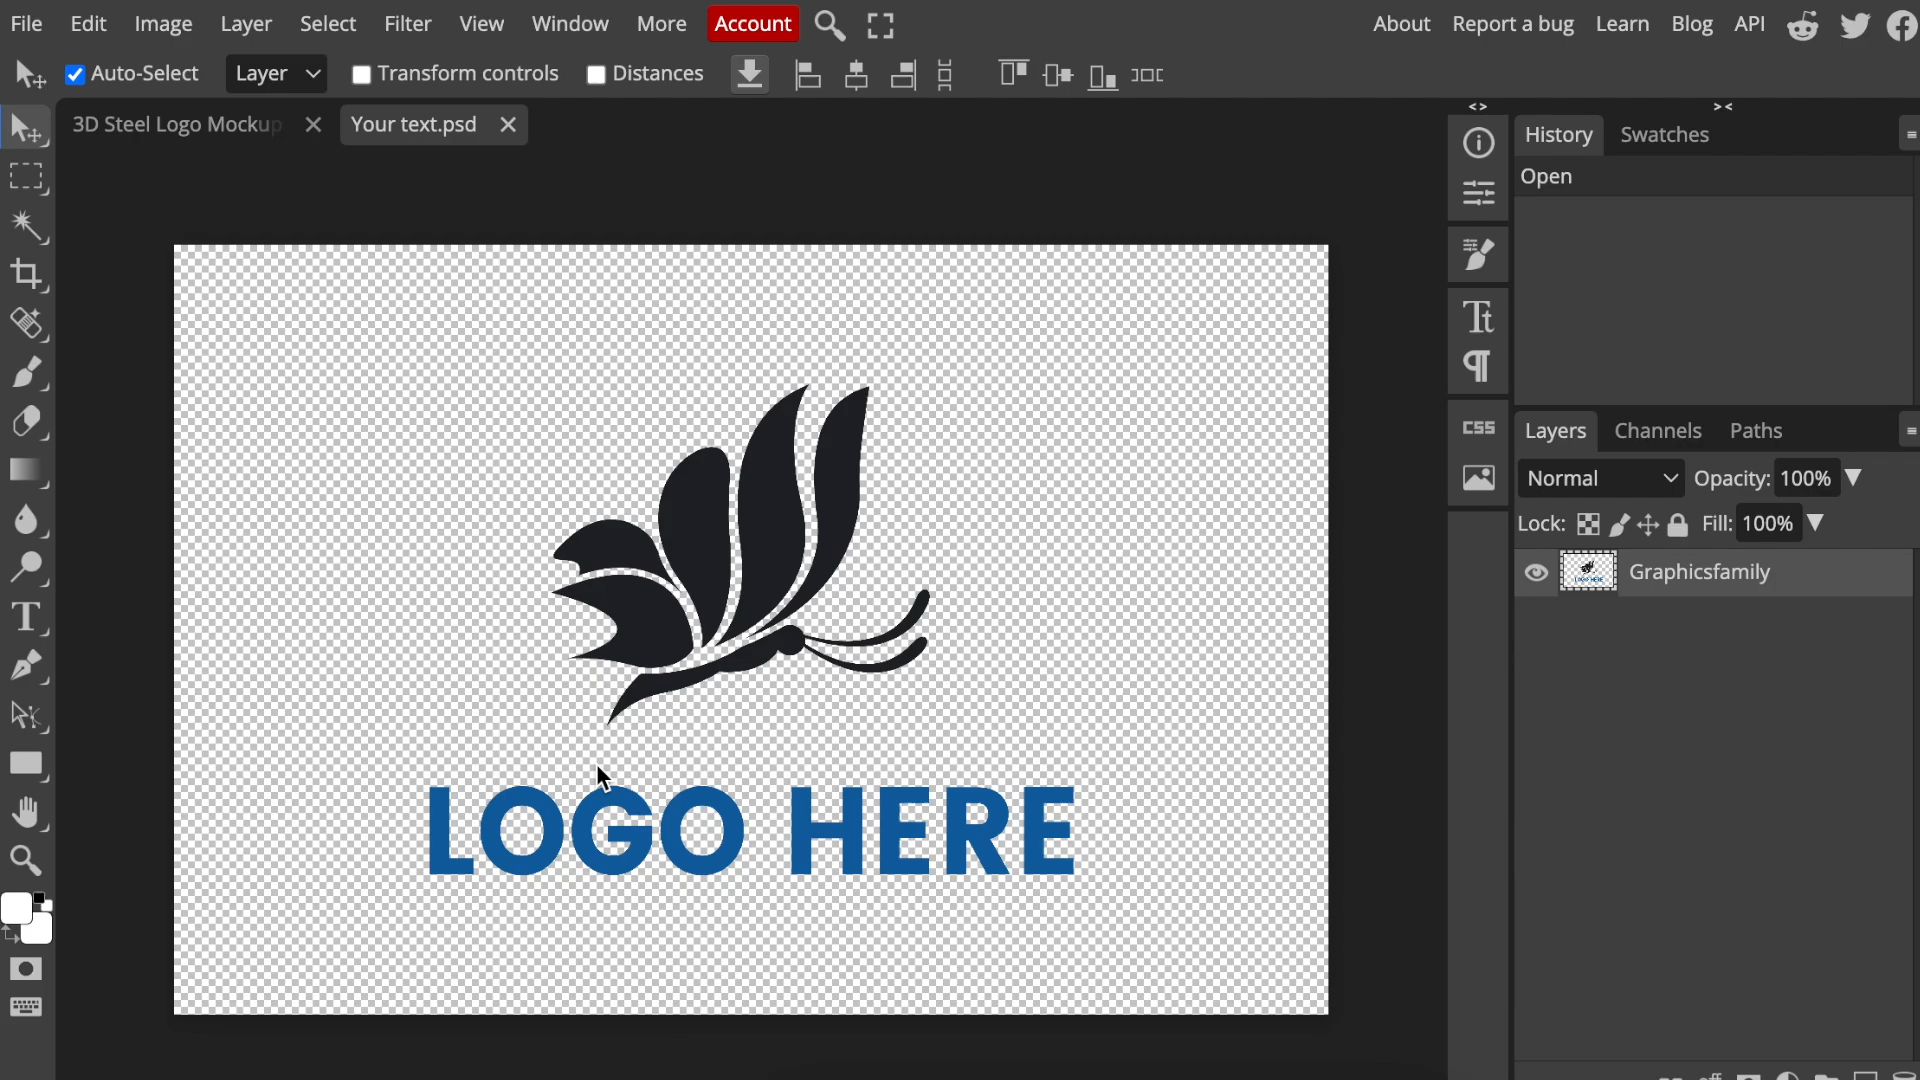 File Edit Image Layer Select Filter View Window More Account About Report a bug Learn Blog API
Auto-Select Layer Transform controls Distances
3D Steel Logo Mockup Your text.psd
History Swatches
Open
CSS
Layers Channels Paths
Normal Opacity: 100%
Lock: Fill: 100%
Graphicsfamily
LOGO HERE